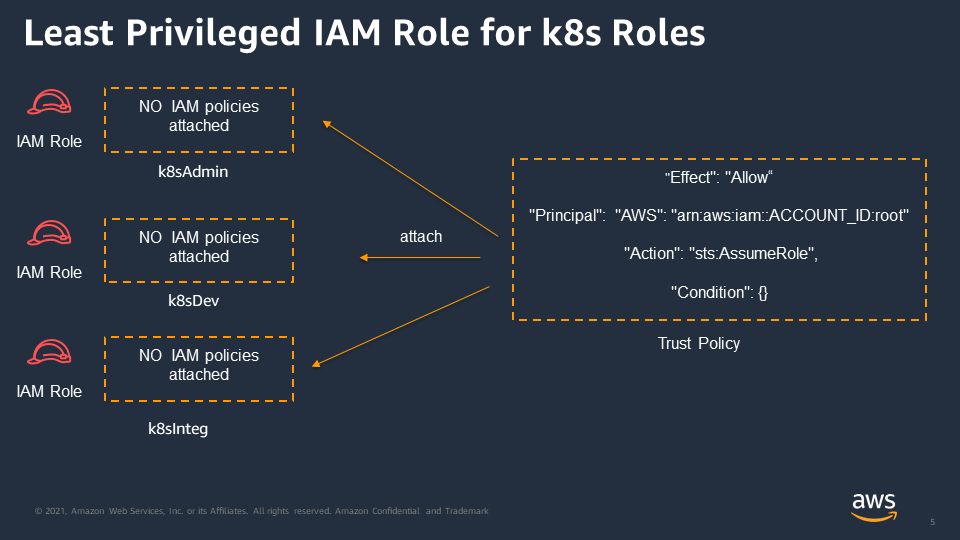 Least Privileged IAM Role for k8s Roles
IAM Role
NO IAM policies
attached
k8sAdmin
IAM Role
NO IAM policies
attached
k8sDev
IAM Role
NO IAM policies
attached
k8sInteg
attach
"Effect": "Allow“
"Principal": "AWS": "arn:aws:iam::ACCOUNT_ID:root"
"Action": "sts:AssumeRole",
"Condition": {}
Trust Policy
© 2021, Amazon Web Services, Inc. or its Affiliates. All rights reserved. Amazon Confidential and Trademark
aws
5